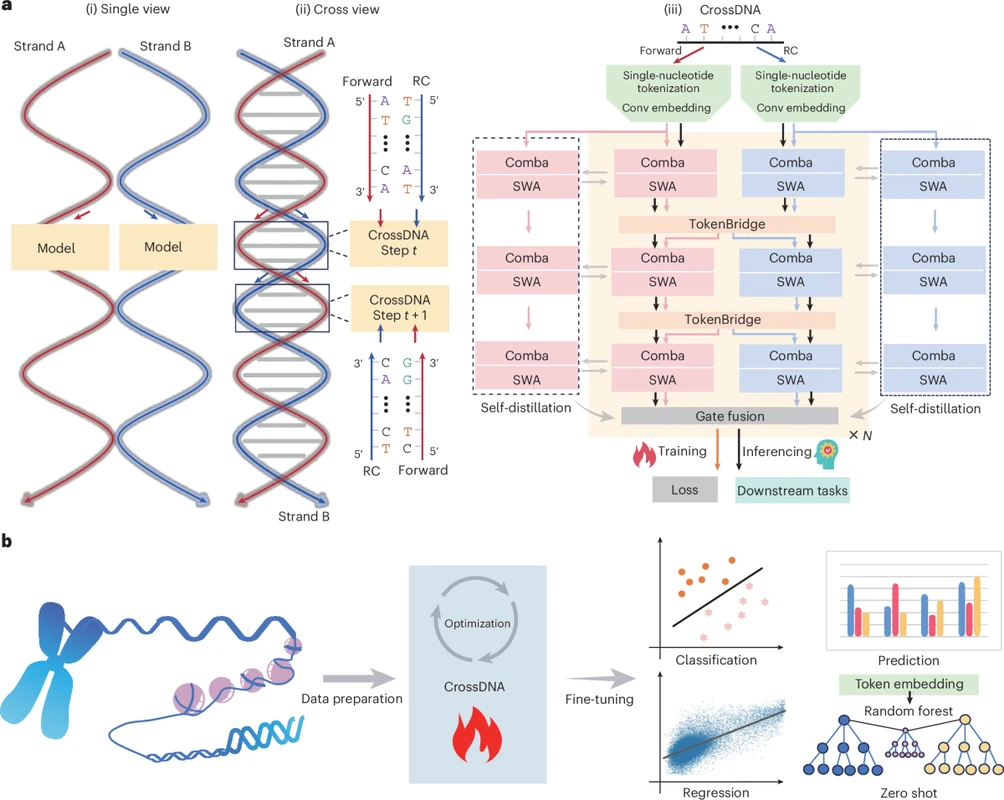 a
(i) Single view
(ii) Cross view
(iii)
CrossDNA
Strand A
Strand B
Strand A
A T ••• C A
Forward
RC
Forward RC
5′ A T 5′
T G
C A
3′ A T 3′
Model
Model
CrossDNA
Step t
CrossDNA
Step t + 1
3′ C G 3′
A G
C T
5′ T C 5′
RC Forward
Strand B
Single-nucleotide
tokenization
Conv embedding
Single-nucleotide
tokenization
Conv embedding
Comba
SWA
Comba
SWA
Comba
SWA
Comba
SWA
TokenBridge
Comba
SWA
Comba
SWA
Comba
SWA
Comba
SWA
TokenBridge
Comba
SWA
Comba
SWA
Comba
SWA
Comba
SWA
Self-distillation
Gate fusion
Self-distillation
× N
Training
Inferencing
Loss
Downstream tasks
b
Data preparation
Optimization
CrossDNA
Fine-tuning
Classification
Regression
Prediction
Token embedding
Random forest
Zero shot